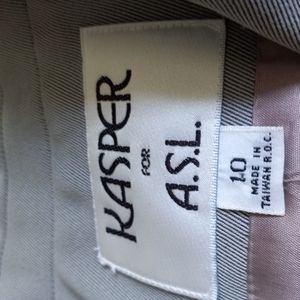 KASPER
FOR
A.S.L.
10
MADE IN
TAIWAN R.O.C.